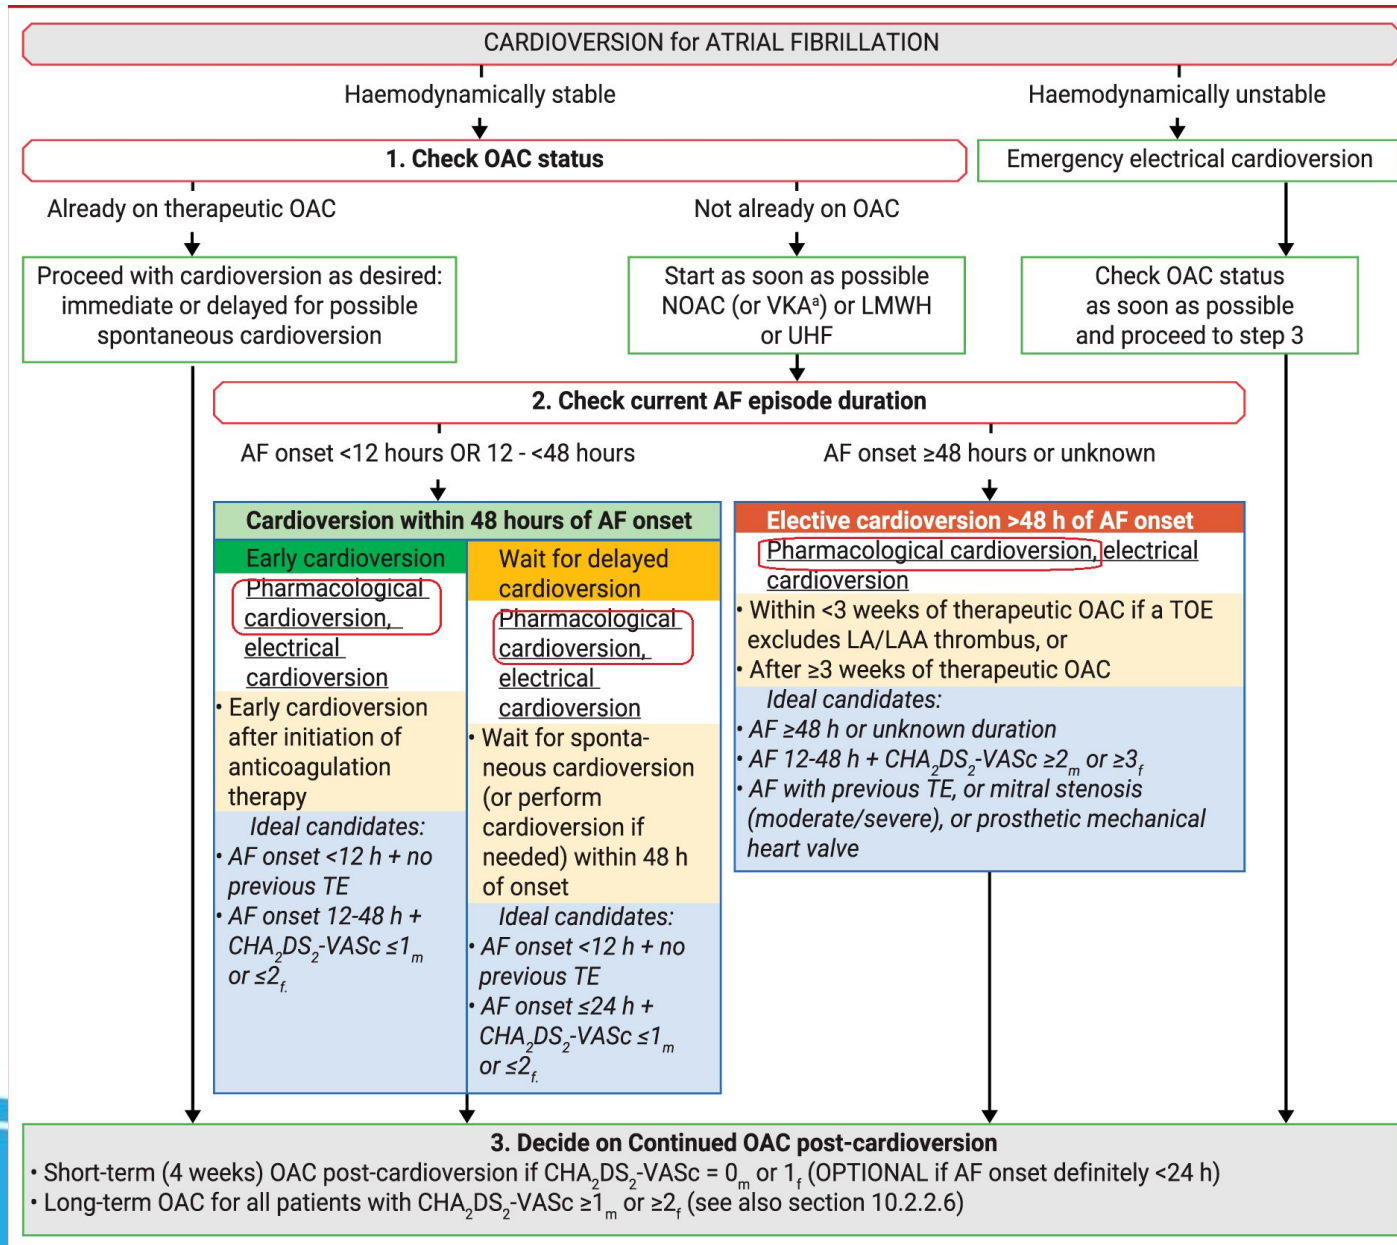 CARDIOVERSION for ATRIAL FIBRILLATION
Haemodynamically stable
Haemodynamically unstable
1. Check OAC status
Emergency electrical cardioversion
Already on therapeutic OAC
Not already on OAC
Proceed with cardioversion as desired:
immediate or delayed for possible
spontaneous cardioversion
Start as soon as possible
NOAC (or VKAᵃ) or LMWH
or UHF
Check OAC status
as soon as possible
and proceed to step 3
2. Check current AF episode duration
AF onset <12 hours OR 12 - <48 hours
AF onset ≥48 hours or unknown
Cardioversion within 48 hours of AF onset
Early cardioversion
Pharmacological
cardioversion,
electrical
cardioversion
• Early cardioversion
after initiation of
anticoagulation
therapy
Ideal candidates:
• AF onset <12 h + no
previous TE
• AF onset 12-48 h +
CHA₂DS₂-VASc ≤1ₘ
or ≤2f.
Wait for delayed
cardioversion
Pharmacological
cardioversion,
electrical
cardioversion
• Wait for sponta-
neous cardioversion
(or perform
cardioversion if
needed) within 48 h
of onset
Ideal candidates:
• AF onset <12 h + no
previous TE
• AF onset ≤24 h +
CHA₂DS₂-VASc ≤1ₘ
or ≤2f.
Elective cardioversion >48 h of AF onset
Pharmacological cardioversion, electrical
cardioversion
• Within <3 weeks of therapeutic OAC if a TOE
excludes LA/LAA thrombus, or
• After ≥3 weeks of therapeutic OAC
Ideal candidates:
• AF ≥48 h or unknown duration
• AF 12-48 h + CHA₂DS₂-VASc ≥2ₘ or ≥3f
• AF with previous TE, or mitral stenosis
(moderate/severe), or prosthetic mechanical
heart valve
3. Decide on Continued OAC post-cardioversion
• Short-term (4 weeks) OAC post-cardioversion if CHA₂DS₂-VASc = 0ₘ or 1f (OPTIONAL if AF onset definitely <24 h)
• Long-term OAC for all patients with CHA₂DS₂-VASc ≥1ₘ or ≥2f (see also section 10.2.2.6)